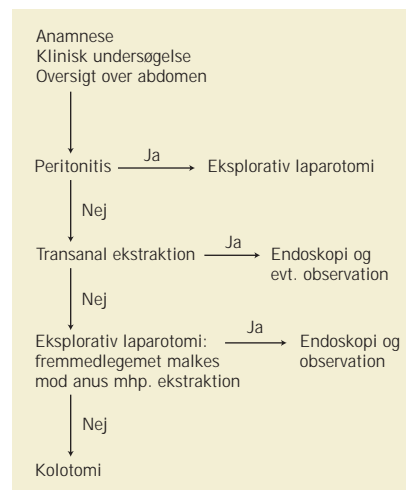 Anamnese
Klinisk undersøgelse
Oversigt over abdomen
Peritonitis
Ja
Eksplorativ laparotomi
Nej
Transanal ekstraktion
Ja
Endoskopi og
evt. observation
Nej
Eksplorativ laparotomi:
fremmedlegemet malkes
mod anus mhp. ekstraktion
Ja
Endoskopi og
observation
Nej
Kolotomi